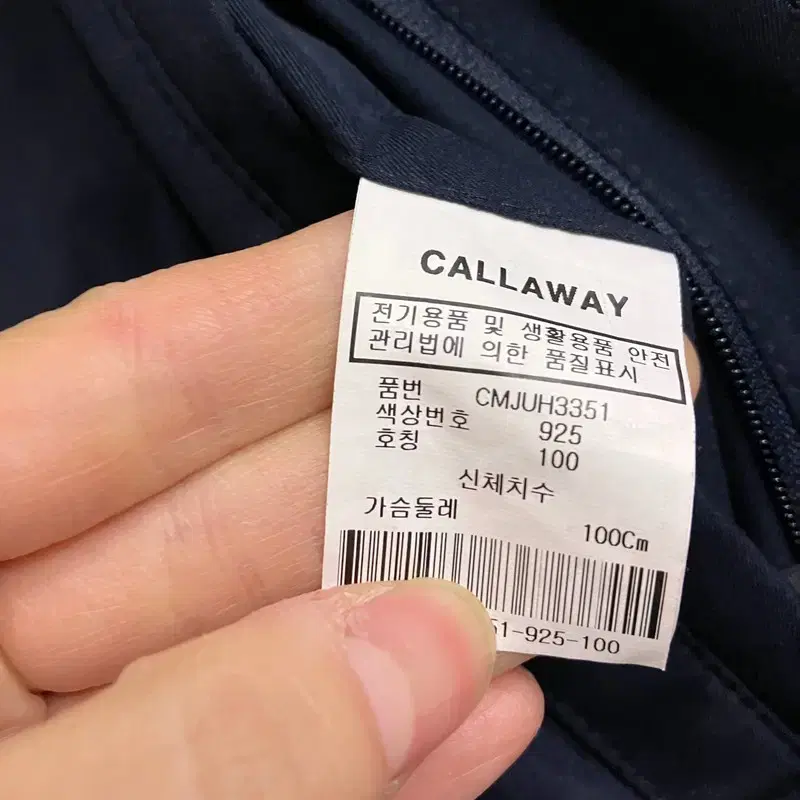 CALLAWAY
전기용품 및 생활용품 안전
관리법에 의한 품질표시
품번 CMJUH3351
색상번호 925
호칭 100
신체치수
가슴둘레 100Cm
51-925-100